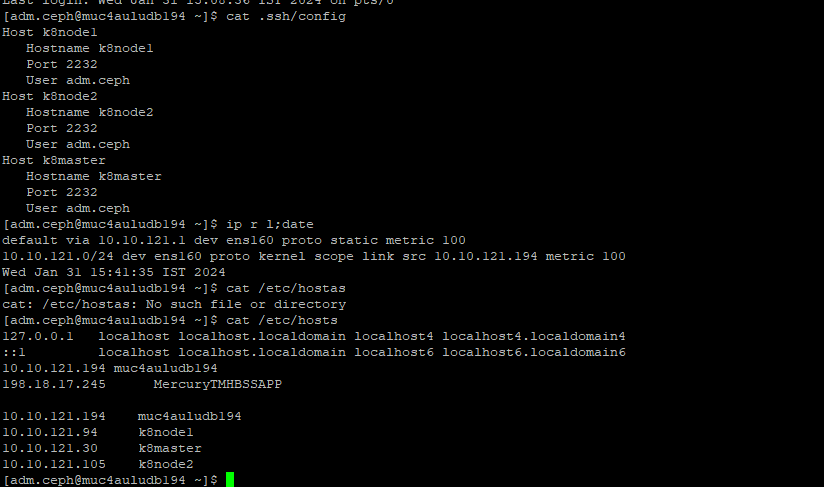 Last login: Wed Jan 31 15:08:36 IST 2024 on pts/0
[adm.ceph@muc4auludb194 ~]$ cat .ssh/config
Host k8node1
   Hostname k8node1
   Port 2232
   User adm.ceph
Host k8node2
   Hostname k8node2
   Port 2232
   User adm.ceph
Host k8master
   Hostname k8master
   Port 2232
   User adm.ceph
[adm.ceph@muc4auludb194 ~]$ ip r l;date
default via 10.10.121.1 dev ens160 proto static metric 100
10.10.121.0/24 dev ens160 proto kernel scope link src 10.10.121.194 metric 100
Wed Jan 31 15:41:35 IST 2024
[adm.ceph@muc4auludb194 ~]$ cat /etc/hostas
cat: /etc/hostas: No such file or directory
[adm.ceph@muc4auludb194 ~]$ cat /etc/hosts
127.0.0.1   localhost localhost.localdomain localhost4 localhost4.localdomain4
::1         localhost localhost.localdomain localhost6 localhost6.localdomain6
10.10.121.194 muc4auludb194
198.18.17.245      MercuryTMHBSSAPP
10.10.121.194    muc4auludb194
10.10.121.94     k8node1
10.10.121.30     k8master
10.10.121.105    k8node2
[adm.ceph@muc4auludb194 ~]$